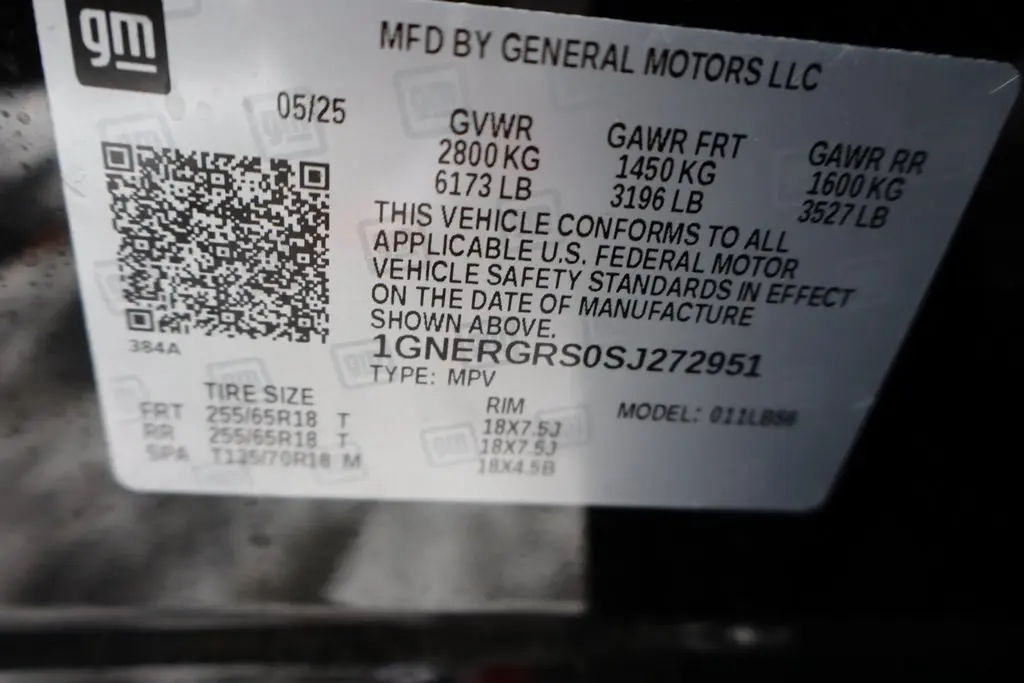 gm
MFD BY GENERAL MOTORS LLC
05/25
GVWR GAWR FRT GAWR RR
2800 KG 1450 KG 1600 KG
6173 LB 3196 LB 3527 LB
THIS VEHICLE CONFORMS TO ALL
APPLICABLE U.S. FEDERAL MOTOR
VEHICLE SAFETY STANDARDS IN EFFECT
ON THE DATE OF MANUFACTURE
SHOWN ABOVE.
384A
1GNERGRS0SJ272951
TYPE: MPV
TIRE SIZE RIM MODEL: 011LB56
FRT 255/65R18 T 18X7.5J
RR 255/65R18 T 18X7.5J
SPA T135/70R18 M 18X4.5B